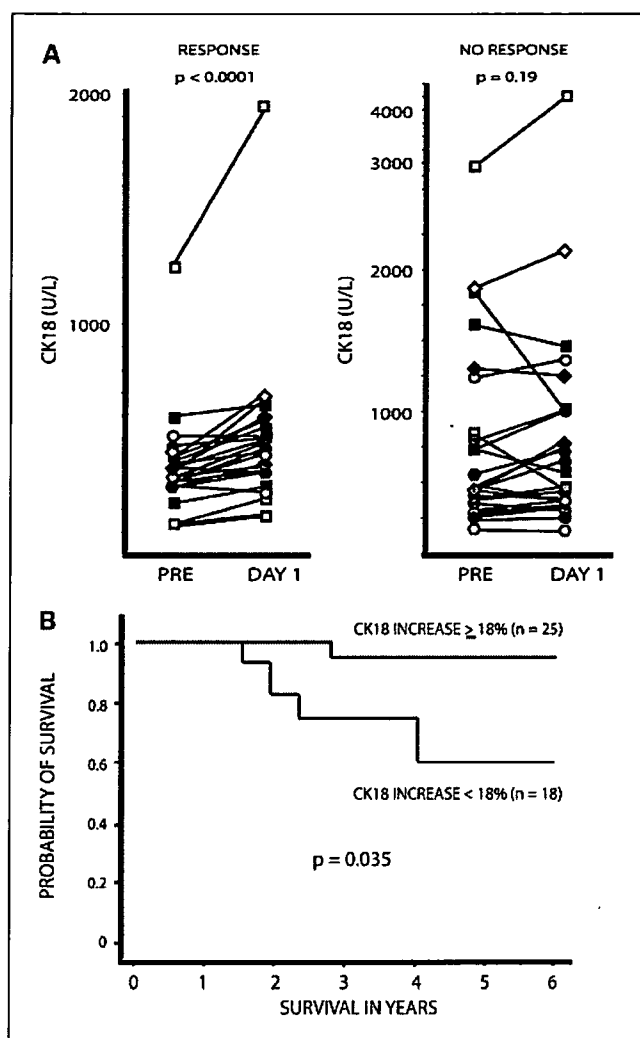 A
RESPONSE
p < 0.0001
2000
1000
CK18 (U/L)
PRE DAY 1
NO RESPONSE
p = 0.19
4000
3000
2000
1000
CK18 (U/L)
PRE DAY 1
B
CK18 INCREASE ≥ 18% (n = 25)
1.0
0.8
0.6
0.4
0.2
0
PROBABILITY OF SURVIVAL
CK18 INCREASE < 18% (n = 18)
p = 0.035
0 1 2 3 4 5 6
SURVIVAL IN YEARS